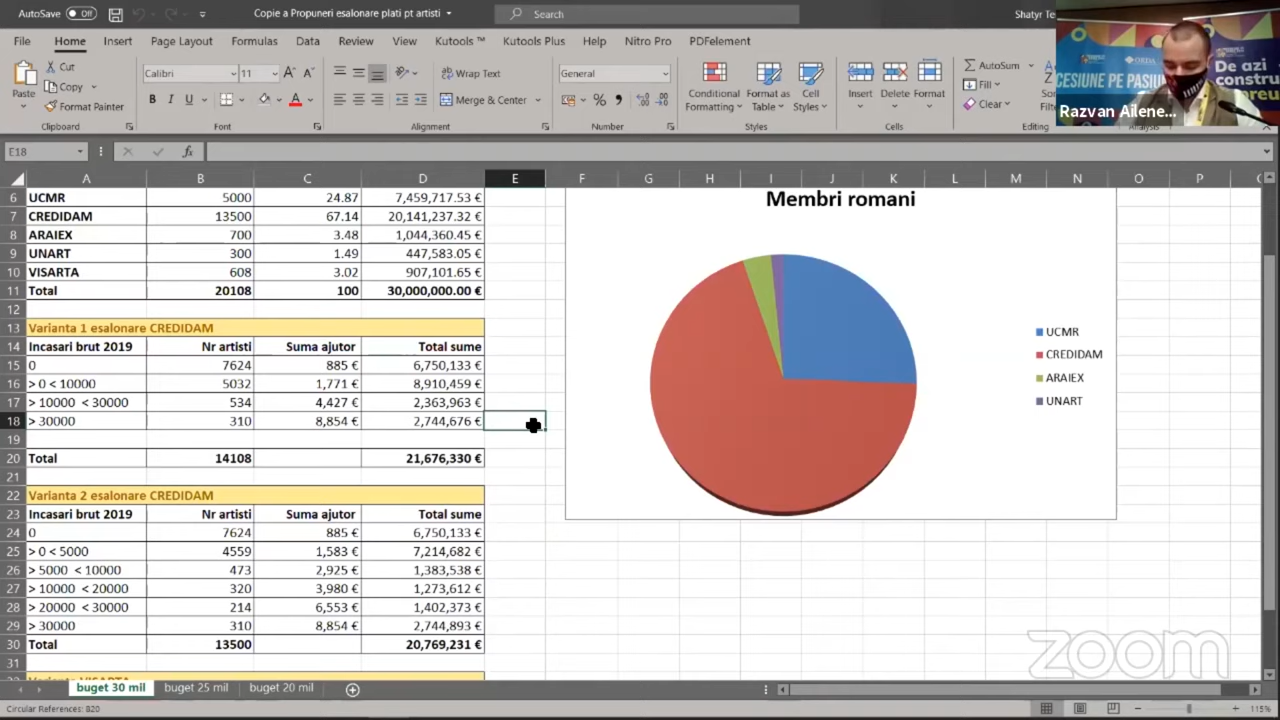 AutoSave Off Copie a Propuneri esalonare plati pt artisti Search Shatyr Te
File Home Insert Page Layout Formulas Data Review View Kutools ™ Kutools Plus Help Nitro Pro PDFelement
Paste Cut Copy Format Painter Clipboard
Calibri 11 B I U A Font
Wrap Text Merge & Center Alignment
General % Number
Conditional Formatting Format as Table Cell Styles Styles
Insert Delete Format Cells
AutoSum Fill Clear Editing
CESIUNE PE PASIU ORDA De azi constru
Razvan Ailene...
E18 fx
A B C D E F G H I J K L M N O P
6 UCMR 5000 24.87 7,459,717.53 €
7 CREDIDAM 13500 67.14 20,141,237.32 €
8 ARAIEX 700 3.48 1,044,360.45 €
9 UNART 300 1.49 447,583.05 €
10 VISARTA 608 3.02 907,101.65 €
11 Total 20108 100 30,000,000.00 €
12
13 Varianta 1 esalonare CREDIDAM
14 Incasari brut 2019 Nr artisti Suma ajutor Total sume
15 0 7624 885 € 6,750,133 €
16 > 0 < 10000 5032 1,771 € 8,910,459 €
17 > 10000 < 30000 534 4,427 € 2,363,963 €
18 > 30000 310 8,854 € 2,744,676 €
19
20 Total 14108 21,676,330 €
21
22 Varianta 2 esalonare CREDIDAM
23 Incasari brut 2019 Nr artisti Suma ajutor Total sume
24 0 7624 885 € 6,750,133 €
25 > 0 < 5000 4559 1,583 € 7,214,682 €
26 > 5000 < 10000 473 2,925 € 1,383,538 €
27 > 10000 < 20000 320 3,980 € 1,273,612 €
28 > 20000 < 30000 214 6,553 € 1,402,373 €
29 > 30000 310 8,854 € 2,744,893 €
30 Total 13500 20,769,231 €
31
Membri romani
UCMR
CREDIDAM
ARAIEX
UNART
zoom
buget 30 mil buget 25 mil buget 20 mil
Circular References: B20 115%